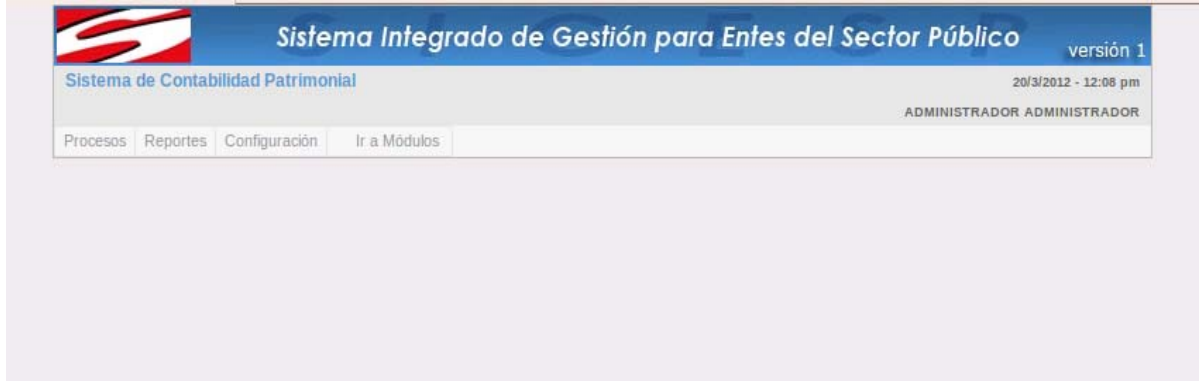 SIGESP
Sistema Integrado de Gestión para Entes del Sector Público
versión 1
Sistema de Contabilidad Patrimonial
20/3/2012 - 12:08 pm
ADMINISTRADOR ADMINISTRADOR
Procesos Reportes Configuración Ir a Módulos